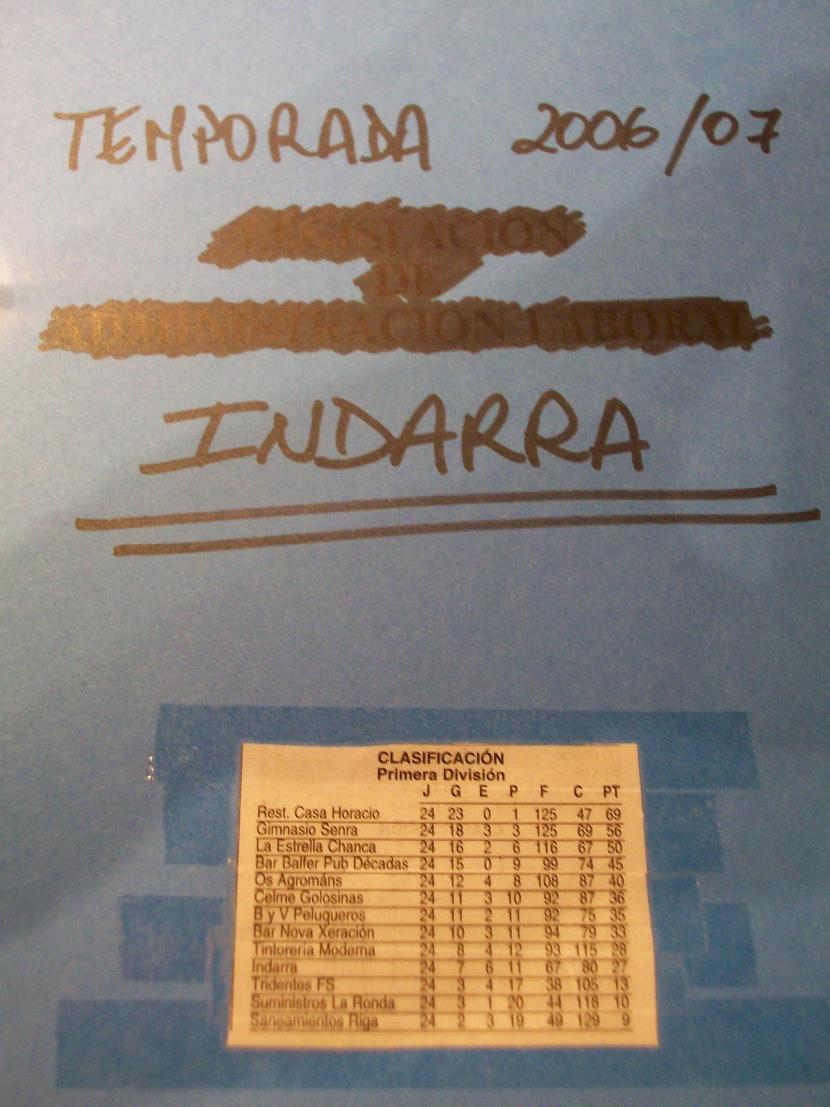 TEMPORADA 2006/07
LEGISLACION
DE
ADMINISTRACION LABORAL
INDARRA
CLASIFICACIÓN
Primera División
J G E P F C PT
Rest. Casa Horacio 24 23 0 1 125 47 69
Gimnasio Senra 24 18 3 3 125 69 56
La Estrella Chanca 24 16 2 6 116 67 50
Bar Balfer Pub Décadas 24 15 0 9 99 74 45
Os Agrománs 24 12 4 8 108 87 40
Celme Golosinas 24 11 3 10 92 87 36
B y V Peluqueros 24 11 2 11 92 75 35
Bar Nova Xeración 24 10 3 11 94 79 33
Tintorería Moderna 24 8 4 12 93 115 28
Indarra 24 7 6 11 67 80 27
Tridentes FS 24 3 4 17 38 105 13
Suministros La Ronda 24 3 1 20 44 118 10
Saneamientos Riga 24 2 3 19 49 129 9